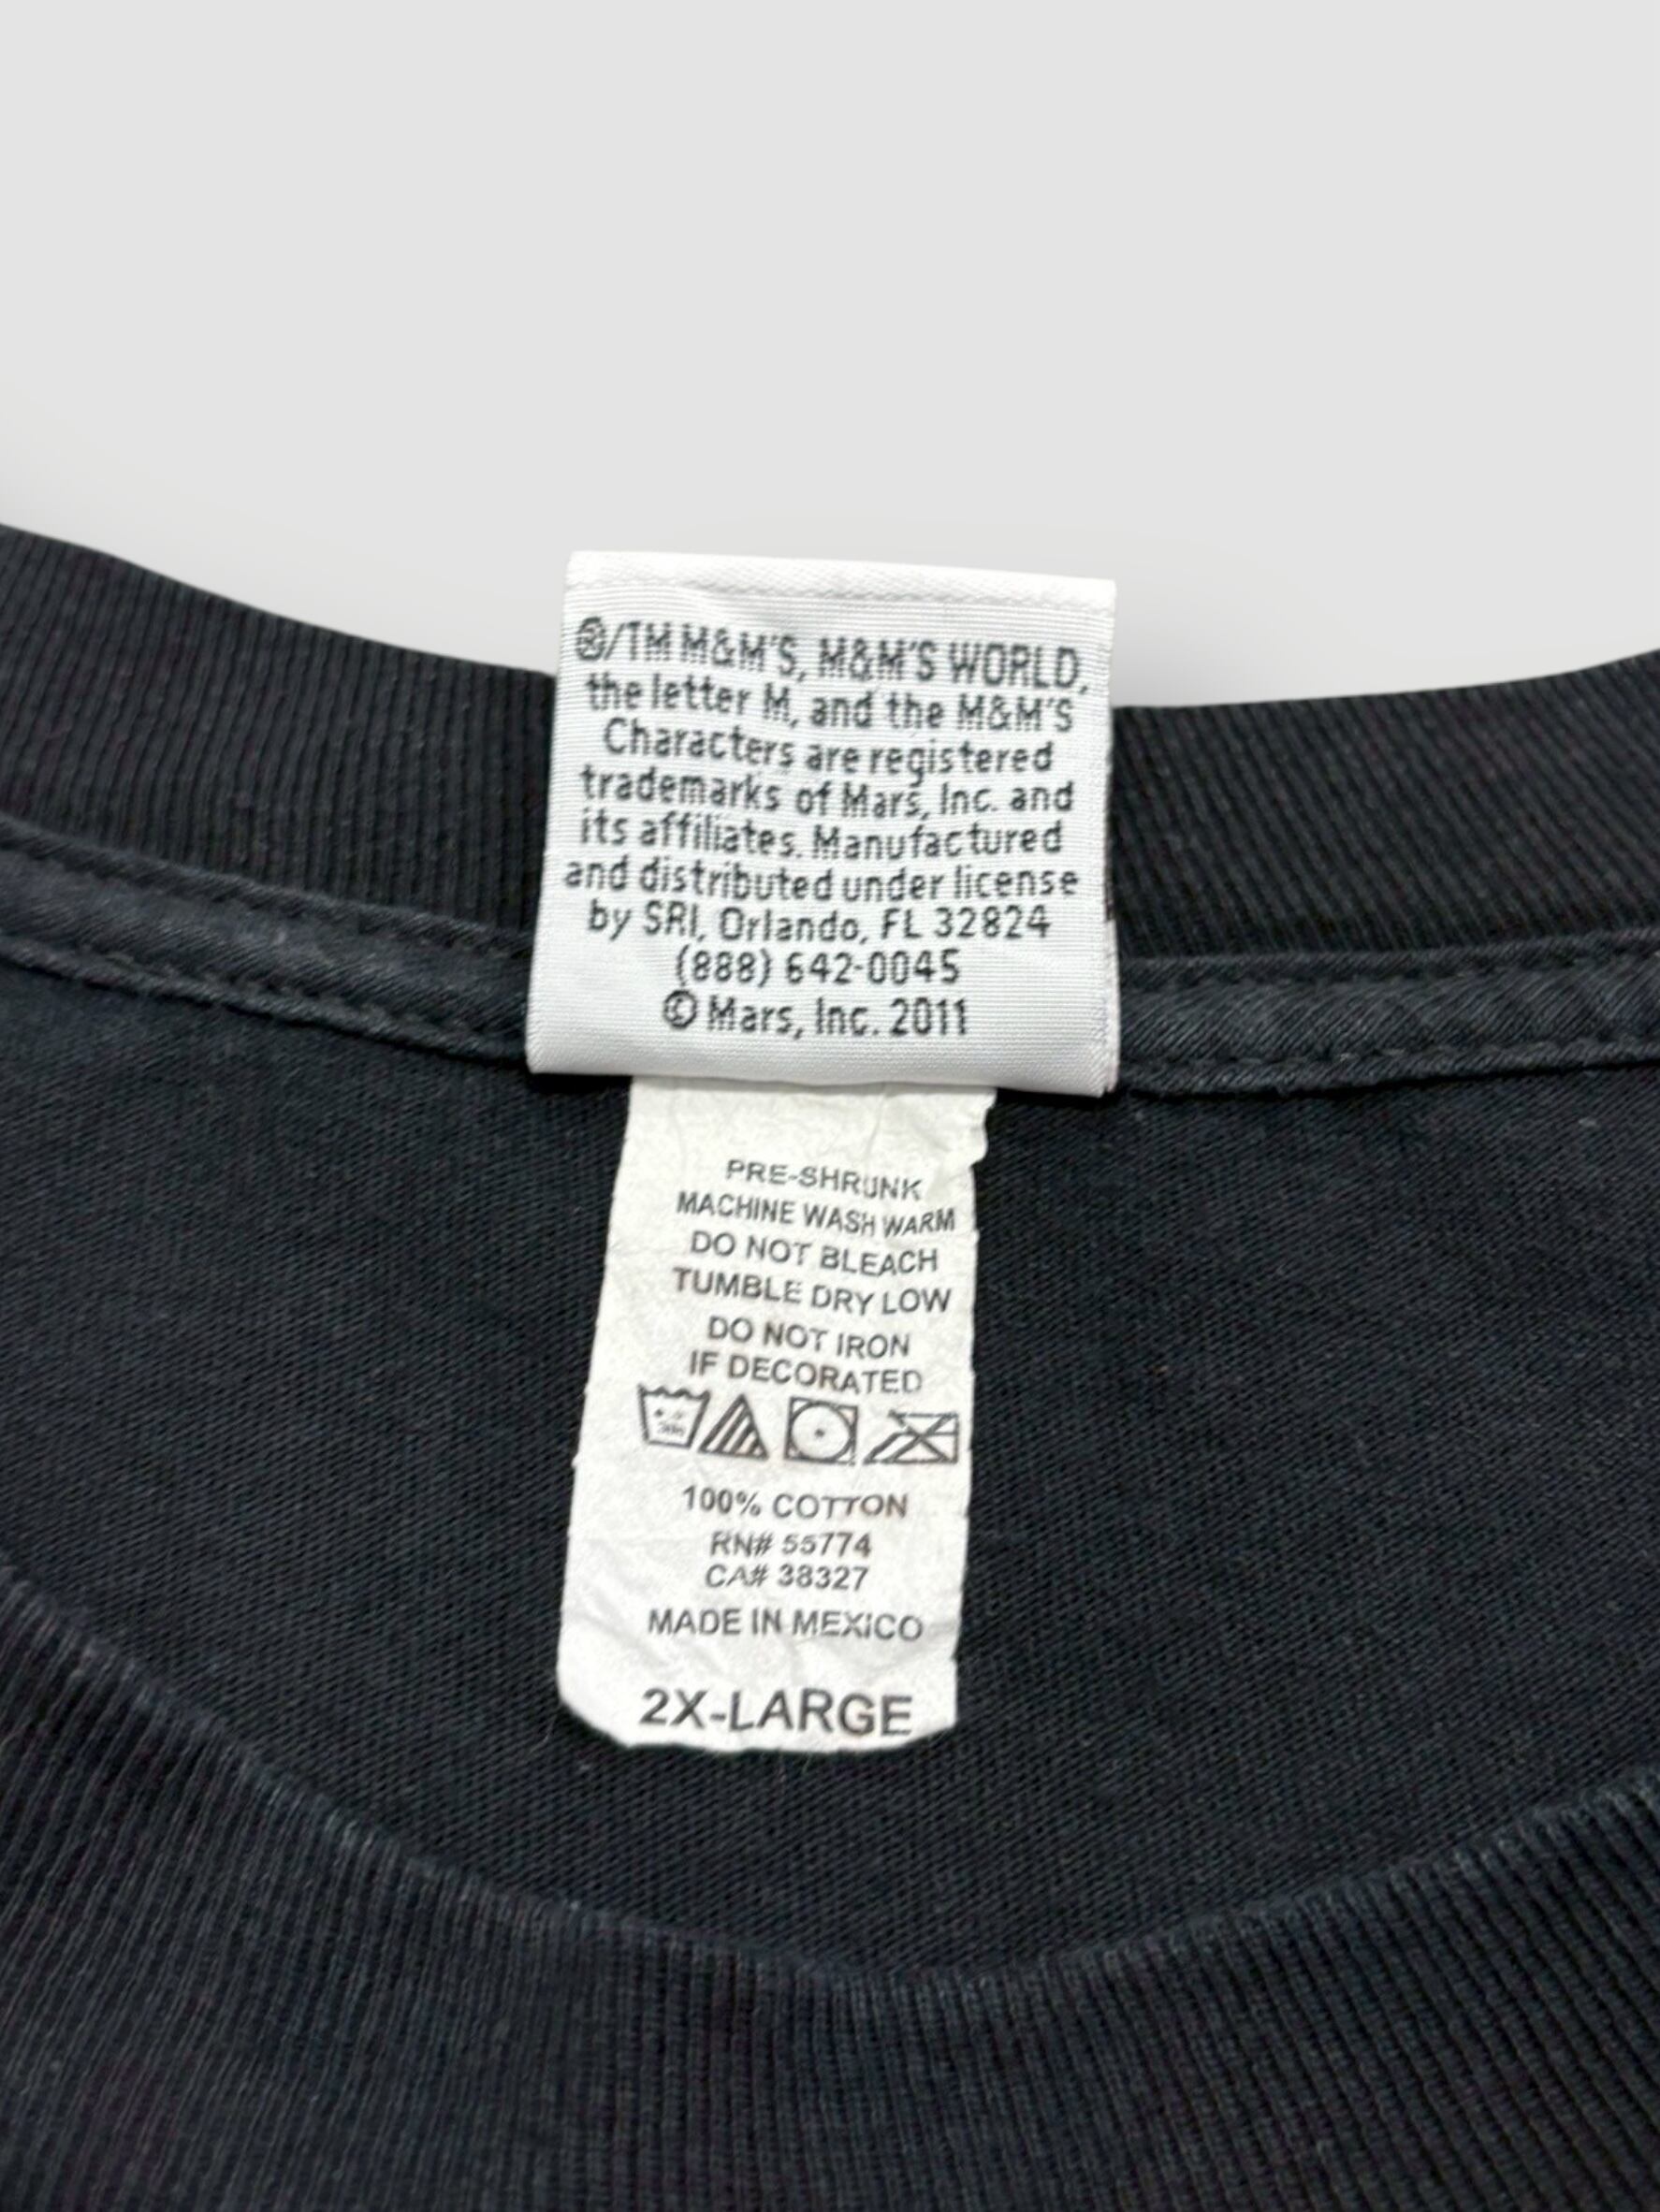 ®/TM M&M'S, M&M'S WORLD,
the letter M, and the M&M'S
Characters are registered
trademarks of Mars, Inc. and
its affiliates. Manufactured
and distributed under license
by SRI, Orlando, FL 32824
(888) 642-0045
© Mars, Inc. 2011
PRE-SHRUNK
MACHINE WASH WARM
DO NOT BLEACH
TUMBLE DRY LOW
DO NOT IRON
IF DECORATED
100% COTTON
RN# 55774
CA# 38327
MADE IN MEXICO
2X-LARGE